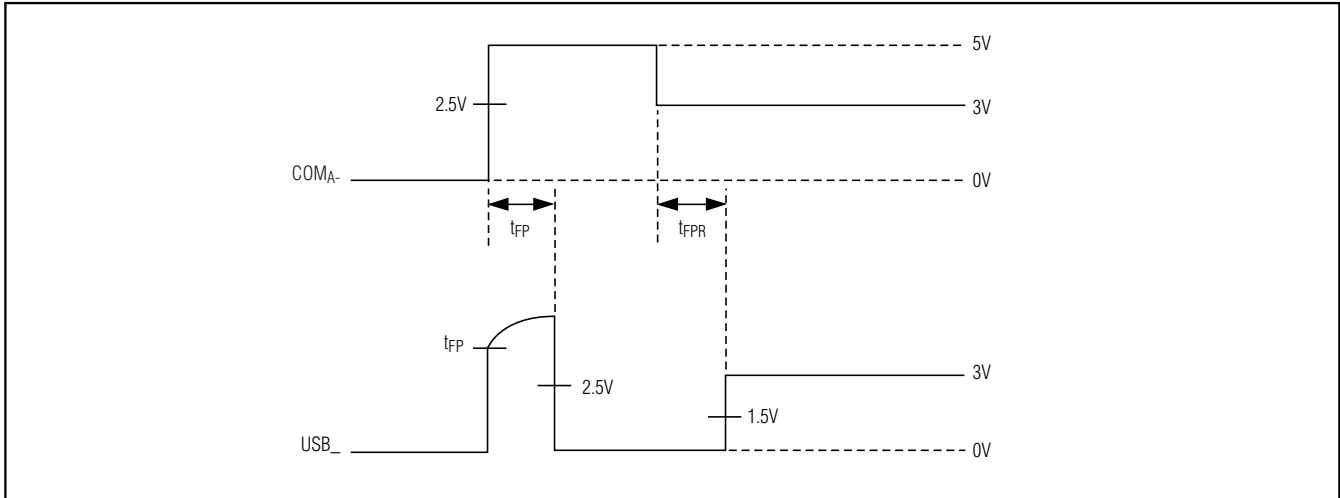 5V
2.5V
3V
COMA-
0V
tFP
tFPR
tFP
3V
2.5V
1.5V
USB_
0V